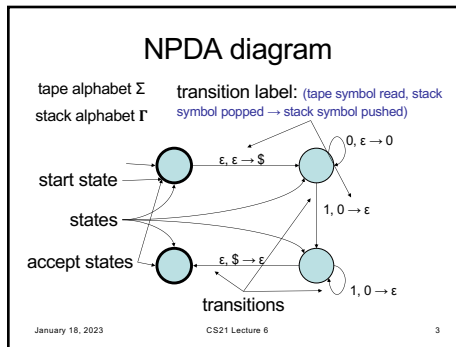 NPDA diagram
tape alphabet Σ
stack alphabet Γ
transition label: (tape symbol read, stack
symbol popped → stack symbol pushed)
ε, ε → $
0, ε → 0
start state
1, 0 → ε
states
accept states
ε, $ → ε
1, 0 → ε
transitions
January 18, 2023
CS21 Lecture 6
3